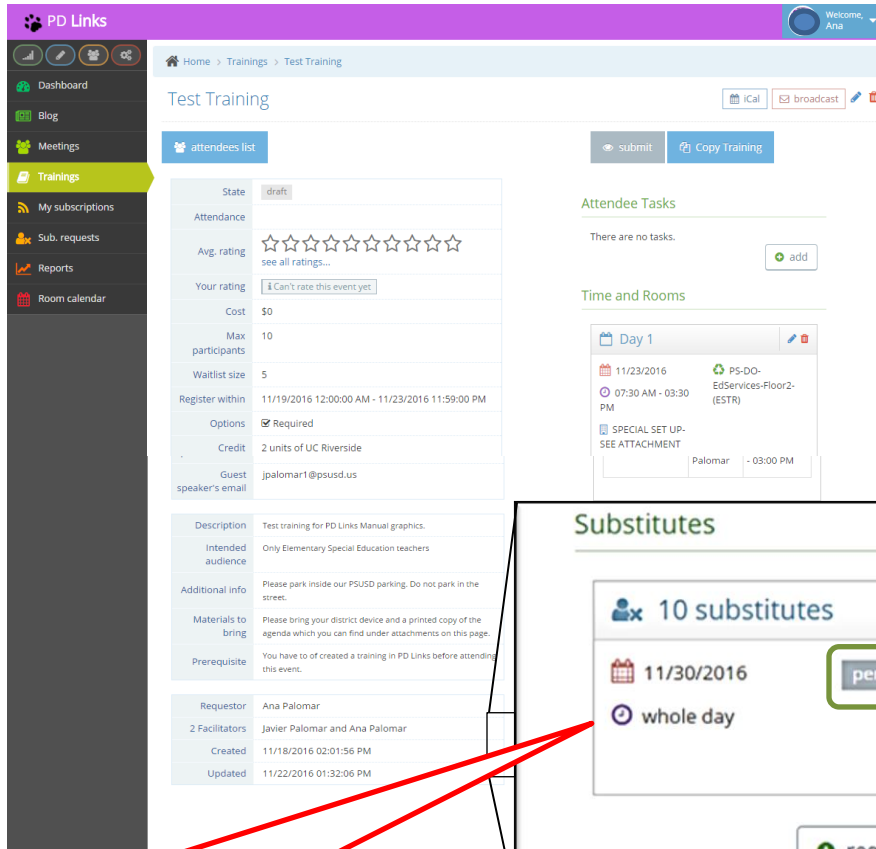 PD Links
Welcome,
Ana
Dashboard
Blog
Meetings
Trainings
My subscriptions
Sub. requests
Reports
Room calendar
Home > Trainings > Test Training
Test Training
iCal
broadcast
attendees list
submit
Copy Training
State draft
Attendance
Avg. rating
see all ratings...
Your rating i Can't rate this event yet
Cost $0
Max
participants
10
Waitlist size 5
Register within 11/19/2016 12:00:00 AM - 11/23/2016 11:59:00 PM
Options Required
Credit 2 units of UC Riverside
Guest
speaker's email
jpalomar1@psusd.us
Description Test training for PD Links Manual graphics.
Intended
audience
Only Elementary Special Education teachers
Additional info
Please park inside our PSUSD parking. Do not park in the
street.
Materials to
bring
Please bring your district device and a printed copy of the
agenda which you can find under attachments on this page.
Prerequisite
You have to of created a training in PD Links before attending
this event.
Requestor Ana Palomar
2 Facilitators Javier Palomar and Ana Palomar
Created 11/18/2016 02:01:56 PM
Updated 11/22/2016 01:32:06 PM
Attendee Tasks
There are no tasks.
add
Time and Rooms
Day 1
11/23/2016
07:30 AM - 03:30
PM
SPECIAL SET UP-
SEE ATTACHMENT
PS-DO-
EdServices-Floor2-
(ESTR)
Palomar - 03:00 PM
Substitutes
10 substitutes
11/30/2016
whole day